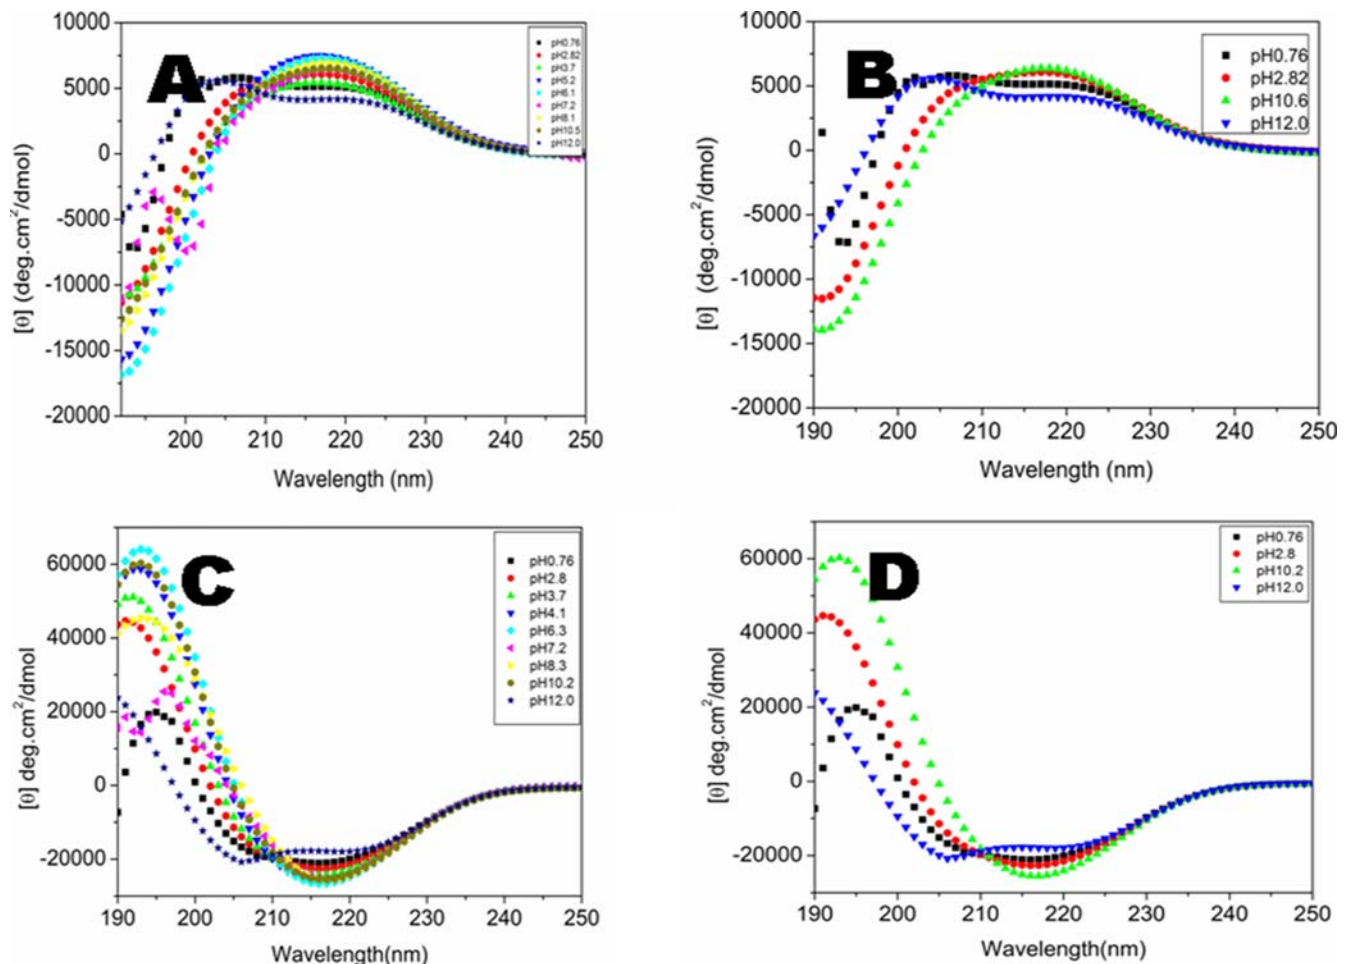 A
10000
5000
0
-5000
-10000
-15000
-20000
[θ] (deg.cm²/dmol)
200
210
220
230
240
250
Wavelength (nm)
pH0.76
pH2.82
pH3.7
pH5.2
pH6.1
pH7.2
pH8.1
pH10.5
pH12.0
B
10000
5000
0
-5000
-10000
-15000
-20000
[θ] (deg.cm²/dmol)
190
200
210
220
230
240
250
Wavelength (nm)
pH0.76
pH2.82
pH10.6
pH12.0
C
60000
40000
20000
0
-20000
[θ] deg.cm²/dmol
190
200
210
220
230
240
250
Wavelength(nm)
pH0.76
pH2.8
pH3.7
pH4.1
pH6.3
pH7.2
pH8.3
pH10.2
pH12.0
D
60000
40000
20000
0
-20000
[θ] deg.cm²/dmol
190
200
210
220
230
240
250
Wavelength(nm)
pH0.76
pH2.8
pH10.2
pH12.0